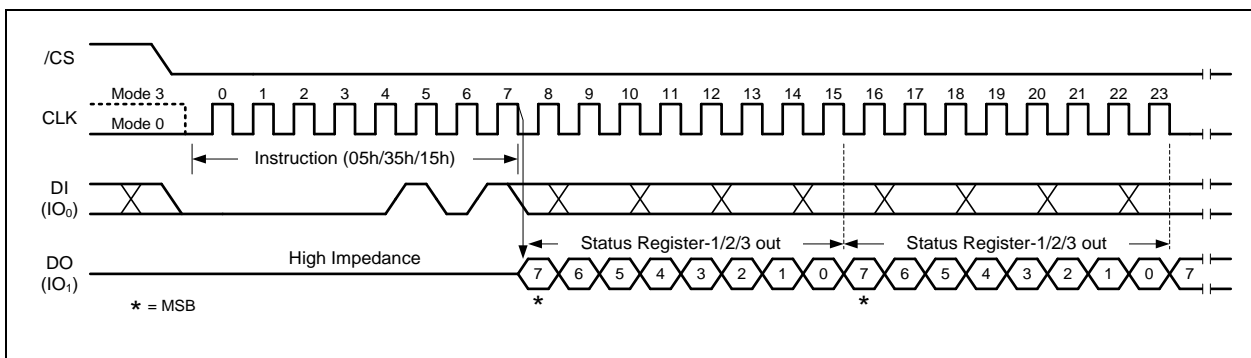 /CS
Mode 3
CLK
Mode 0
0 1 2 3 4 5 6 7 8 9 10 11 12 13 14 15 16 17 18 19 20 21 22 23
Instruction (05h/35h/15h)
DI
(IO₀)
Status Register-1/2/3 out Status Register-1/2/3 out
DO
(IO₁)
High Impedance
7 6 5 4 3 2 1 0 7 6 5 4 3 2 1 0 7
* *
* = MSB